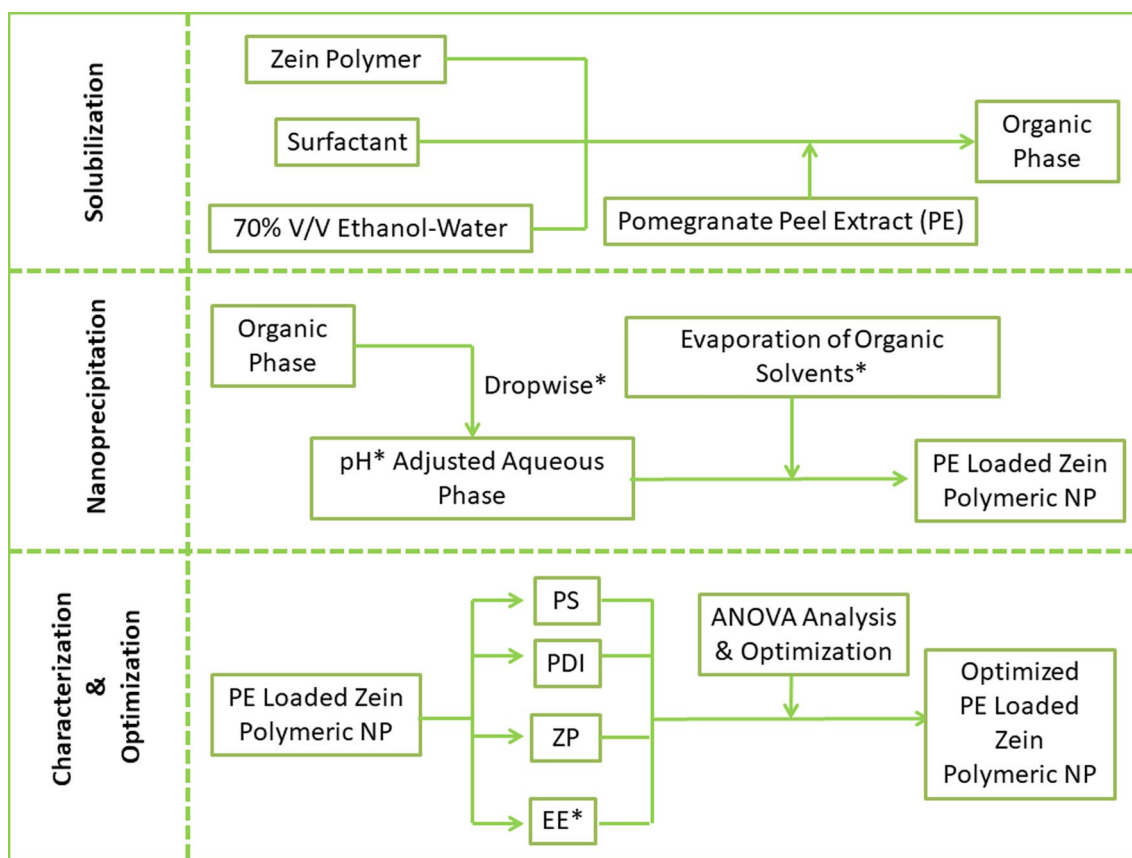 Solubilization
Zein Polymer
Surfactant
70% V/V Ethanol-Water
Pomegranate Peel Extract (PE)
Organic
Phase
Nanoprecipitation
Organic
Phase
Dropwise*
pH* Adjusted Aqueous
Phase
Evaporation of Organic
Solvents*
PE Loaded Zein
Polymeric NP
Characterization
&
Optimization
PE Loaded Zein
Polymeric NP
PS
PDI
ZP
EE*
ANOVA Analysis
& Optimization
Optimized
PE Loaded
Zein
Polymeric NP